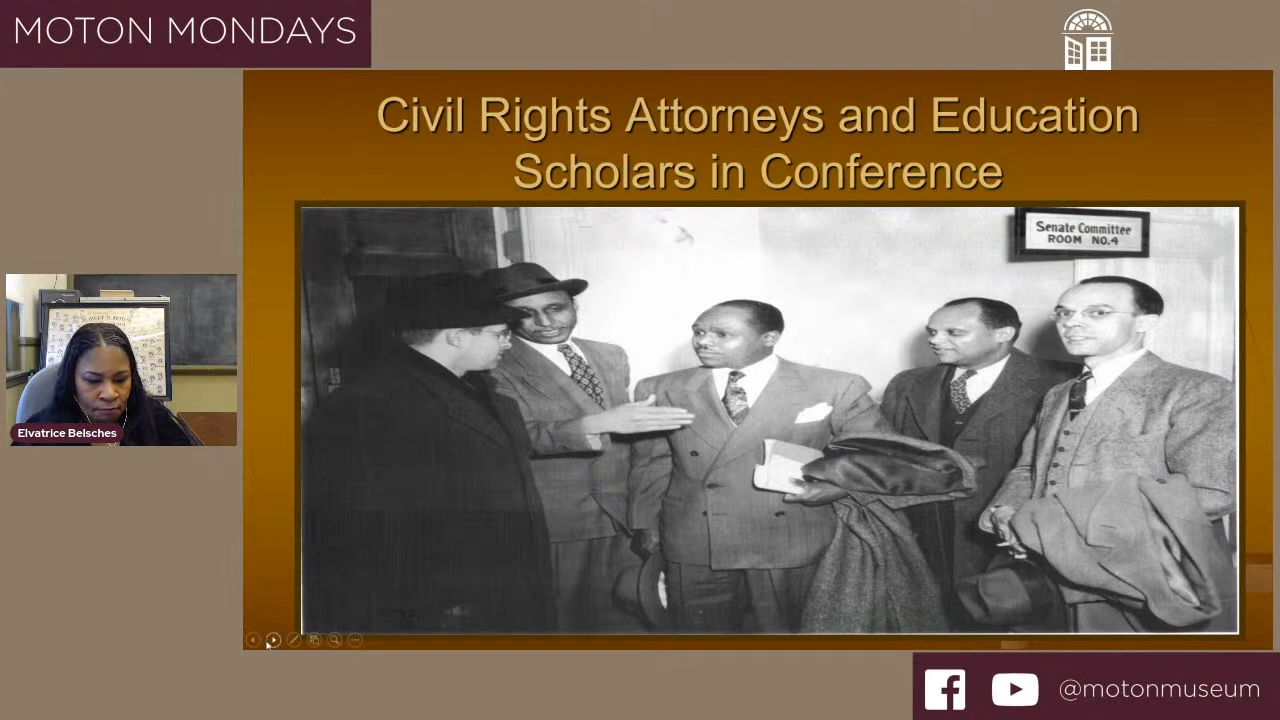 MOTON MONDAYS
Civil Rights Attorneys and Education
Scholars in Conference
Senate Committee
ROOM NO.4
Elvatrice Belsches
@motonmuseum